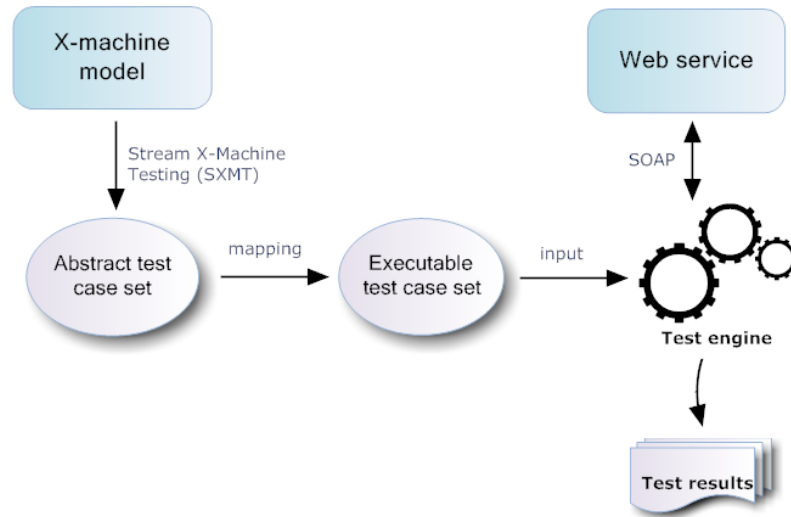 X-machine
model
Web service
Stream X-Machine
Testing (SXMT)
SOAP
Abstract test
case set
mapping
Executable
test case set
input
Test engine
Test results